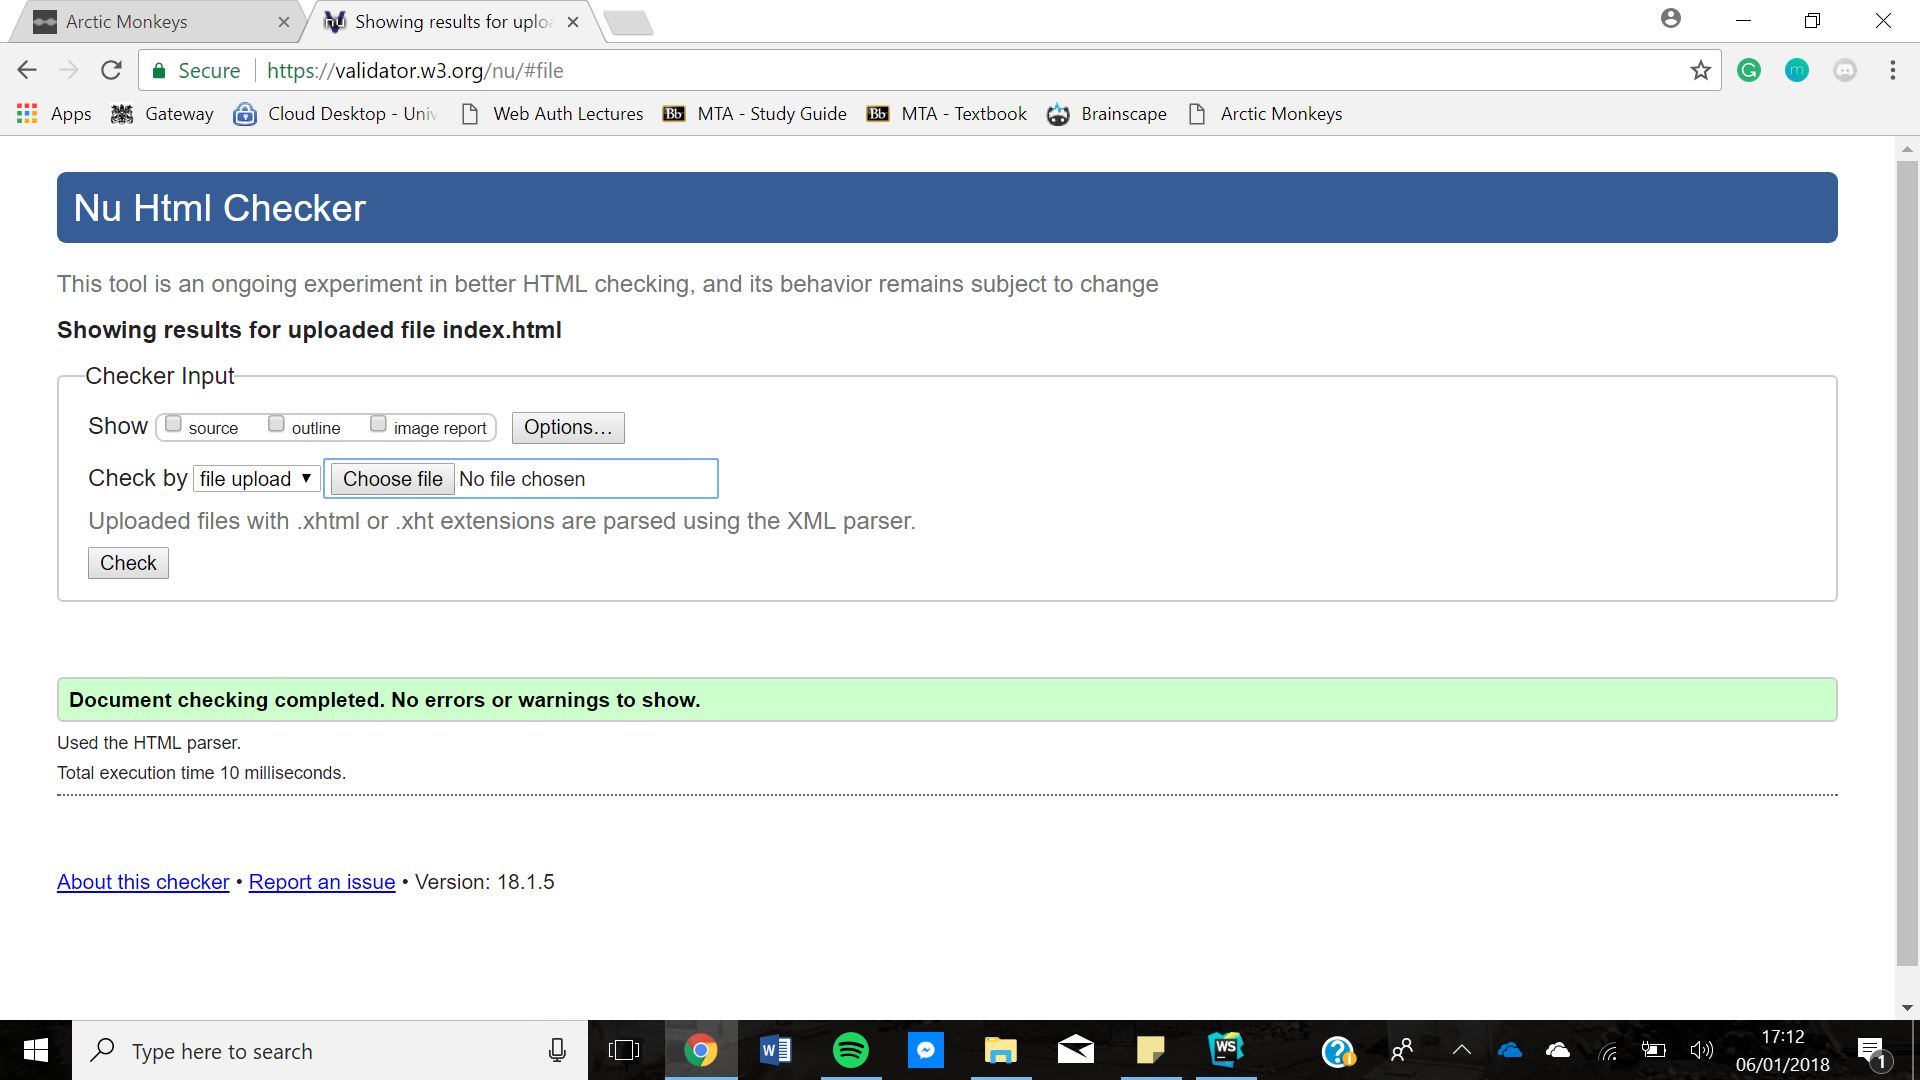 Arctic Monkeys
Showing results for uplo
Secure https://validator.w3.org/nu/#file
Apps Gateway Cloud Desktop - Univ Web Auth Lectures Bb MTA - Study Guide Bb MTA - Textbook Brainscape Arctic Monkeys
Nu Html Checker
This tool is an ongoing experiment in better HTML checking, and its behavior remains subject to change
Showing results for uploaded file index.html
Checker Input
Show source outline image report Options...
Check by file upload Choose file No file chosen
Uploaded files with .xhtml or .xht extensions are parsed using the XML parser.
Check
Document checking completed. No errors or warnings to show.
Used the HTML parser.
Total execution time 10 milliseconds.
About this checker • Report an issue • Version: 18.1.5
Type here to search
WS
17:12
06/01/2018
1